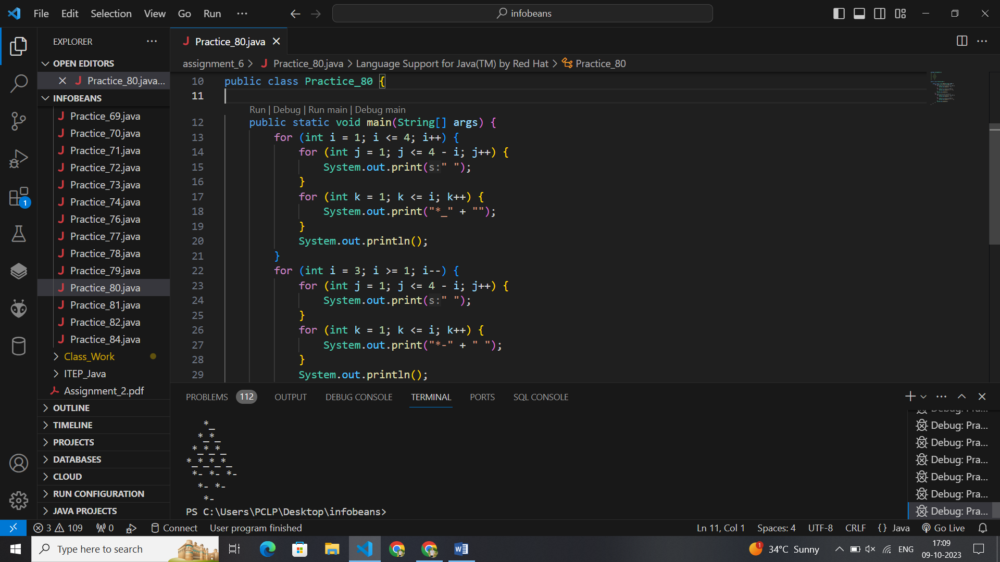 File Edit Selection View Go Run ··· infobeans
EXPLORER ···
OPEN EDITORS
Practice_80.java...
INFOBEANS
Practice_69.java
Practice_70.java
Practice_71.java
Practice_72.java
Practice_73.java
Practice_74.java
Practice_76.java
Practice_77.java
Practice_78.java
Practice_79.java
Practice_80.java
Practice_81.java
Practice_82.java
Practice_84.java
Class_Work
ITEP_Java
Assignment_2.pdf
OUTLINE
TIMELINE
PROJECTS
DATABASES
CLOUD
RUN CONFIGURATION
JAVA PROJECTS
1
Practice_80.java
assignment_6 > Practice_80.java > Language Support for Java(TM) by Red Hat > Practice_80
10 public class Practice_80 {
11
Run | Debug | Run main | Debug main
12 public static void main(String[] args) {
13 for (int i = 1; i <= 4; i++) {
14 for (int j = 1; j <= 4 - i; j++) {
15 System.out.print(s:" ");
16 }
17 for (int k = 1; k <= i; k++) {
18 System.out.print("*_" + "");
19 }
20 System.out.println();
21 }
22 for (int i = 3; i >= 1; i--) {
23 for (int j = 1; j <= 4 - i; j++) {
24 System.out.print(s:" ");
25 }
26 for (int k = 1; k <= i; k++) {
27 System.out.print("*-" + " ");
28 }
29 System.out.println();
PROBLEMS 112 OUTPUT DEBUG CONSOLE TERMINAL PORTS SQL CONSOLE
   *_
  *_*_
 *_*_*_
*_*_*_*_
 *- *- *-
  *- *-
   *-
PS C:\Users\PCLP\Desktop\infobeans>
Debug: Pra...
Debug: Pra...
Debug: Pra...
Debug: Pra...
Debug: Pra...
Debug: Pra...
Debug: Pra...
3 109 0 Connect User program finished Ln 11, Col 1 Spaces: 4 UTF-8 CRLF {} Java Go Live
Type here to search 1 34°C Sunny ENG 17:09
09-10-2023